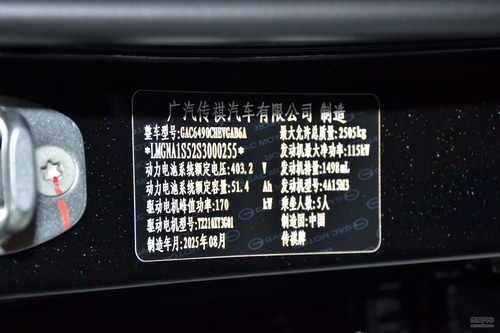 广汽传祺汽车有限公司 制造
整车型号:GAC6490CHEVGAB6A 最大允许总质量:2505kg
*LMGNA1S52S3000255* 发动机最大净功率:115kW
动力电池系统额定电压:403.2 V 发动机排量:1498mL
动力电池系统额定容量:51.4 Ah 发动机型号:4A15M3
驱动电机峰值功率:170 kW 乘坐人数:5人
驱动电机型号:TZ210XY3G01 制造国:中国
制造年月:2025年08月 传祺牌
GAC MOTOR